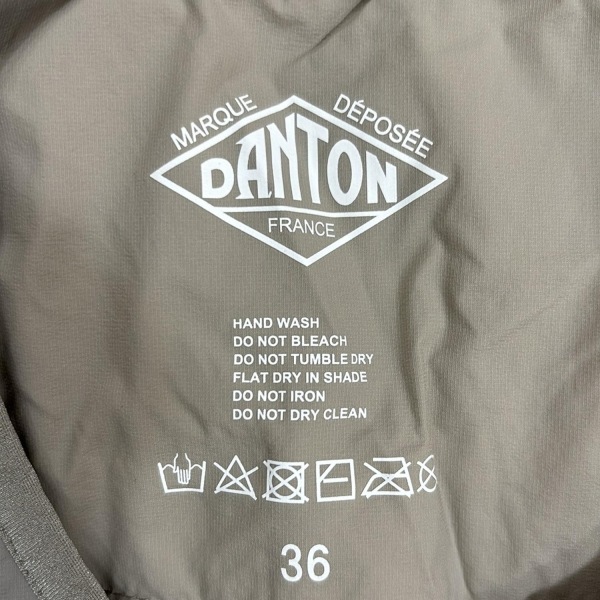 MARQUE DÉPOSÉE
DANTON
FRANCE
HAND WASH
DO NOT BLEACH
DO NOT TUMBLE DRY
FLAT DRY IN SHADE
DO NOT IRON
DO NOT DRY CLEAN
36